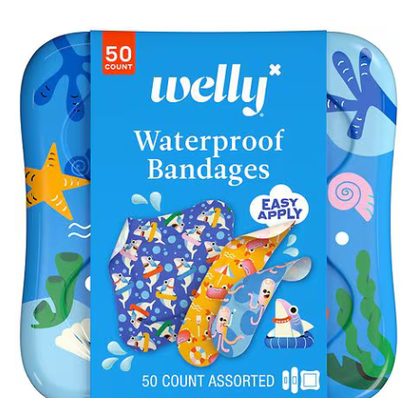 50
COUNT
welly
Waterproof
Bandages
EASY
APPLY
50 COUNT ASSORTED